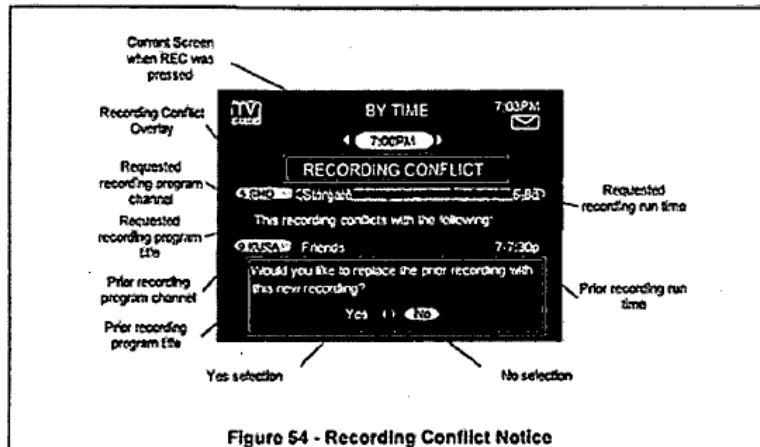 Current Screen
when REC was
pressed
Recording Conflict
Overlay
Requested
recording program
channel
Requested
recording program
title
Prior recording
program channel
Prior recording
program title
TV
BY TIME
7:03PM
7:00PM
RECORDING CONFLICT
Stargate
This recording conflicts with the following:
9 KUSA Friends 7-7:30p
Would you like to replace the prior recording with
this new recording?
Yes No
Requested
recording run time
Prior recording run
time
Yes selection
No selection
Figure 54 - Recording Conflict Notice